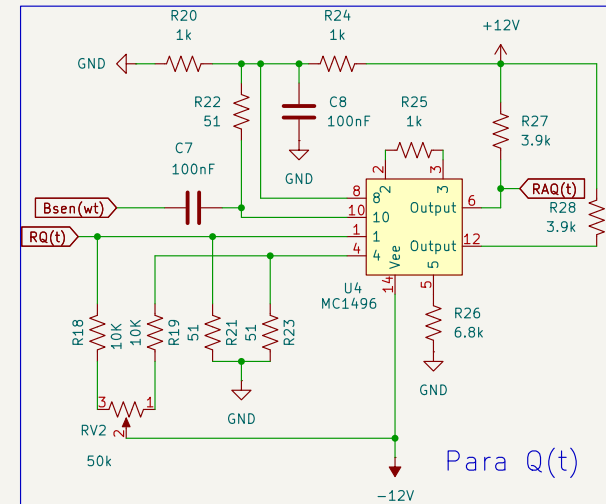 R20
1k
R24
1k
+12V
GND
R22
51
C8
100nF
R25
1k
R27
3.9k
C7
100nF
GND
2
3
2
3
RAQ(t)
8
8
Bsen(wt)
10
10
Output
6
R28
3.9k
RQ(t)
1
1
4
4
Output
12
Vee
5
14
5
U4
MC1496
R26
6.8k
R18
10K
10K
R19
51
R21
51
R23
GND
GND
3
1
RV2
2
50k
Para Q(t)
-12V